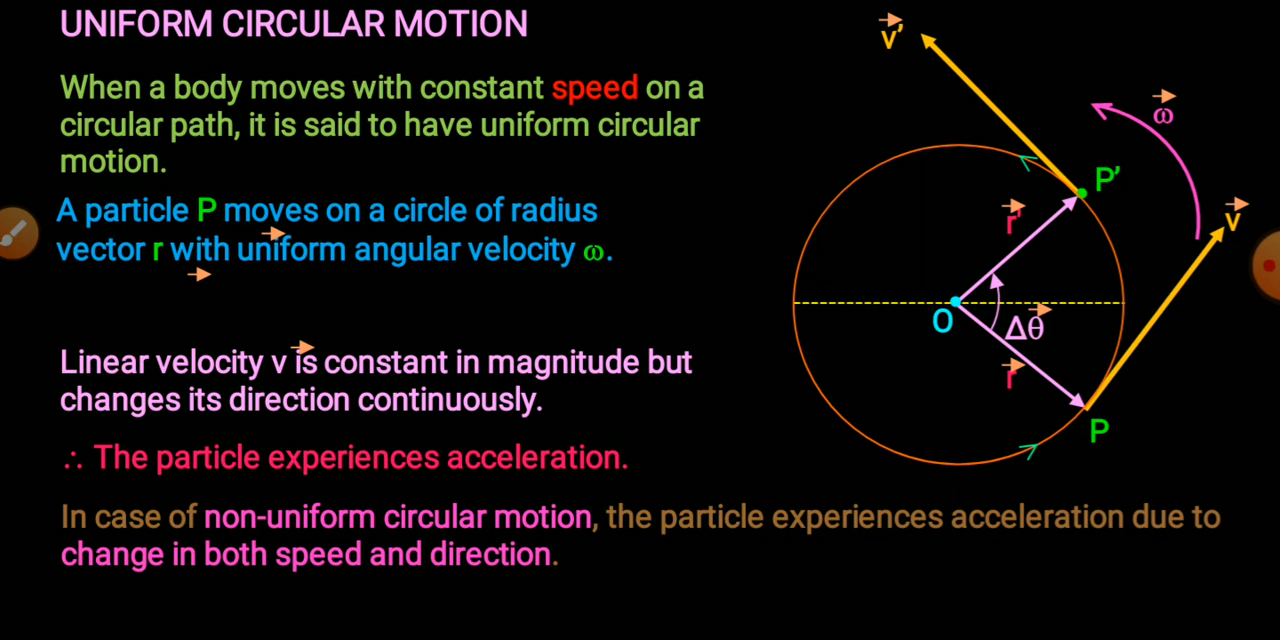 UNIFORM CIRCULAR MOTION
When a body moves with constant speed on a
circular path, it is said to have uniform circular
motion.
A particle P moves on a circle of radius
vector r with uniform angular velocity ω.
Linear velocity v is constant in magnitude but
changes its direction continuously.
∴ The particle experiences acceleration.
In case of non-uniform circular motion, the particle experiences acceleration due to
change in both speed and direction.
v⃗’
ω⃗
P’
r⃗’
v⃗
O
Δθ⃗
r⃗
P